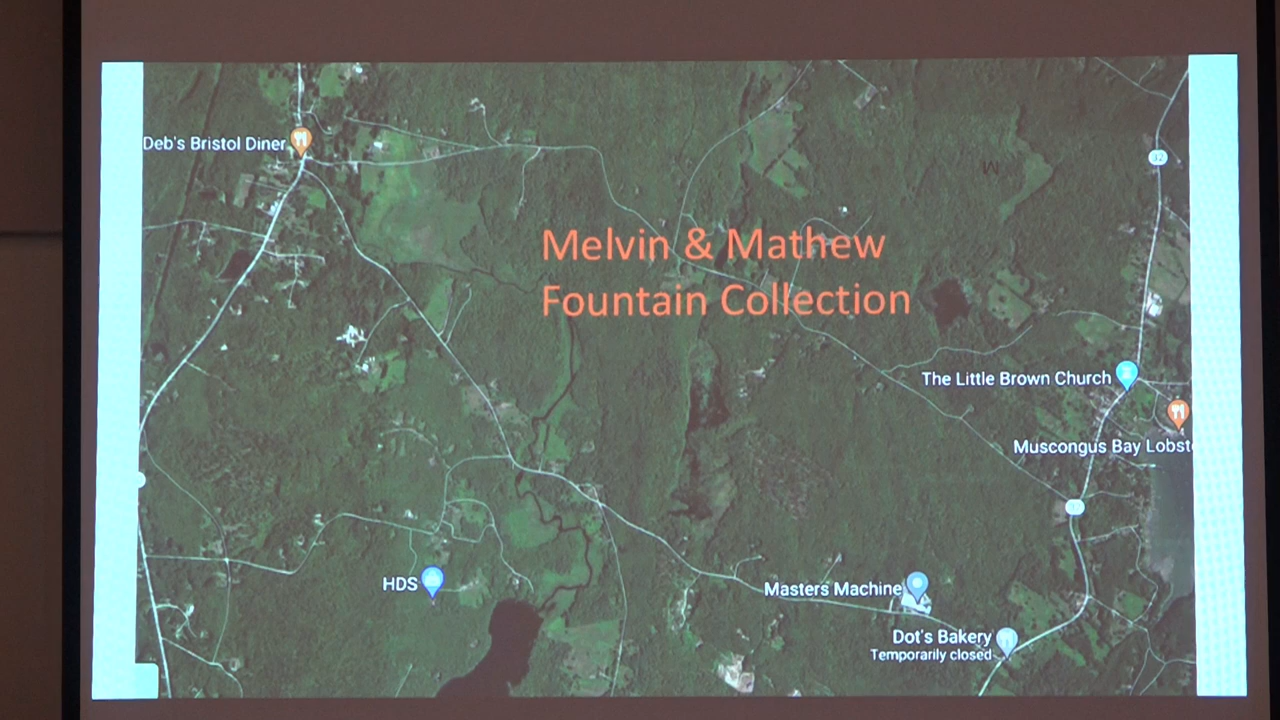 Deb's Bristol Diner
32
Melvin & Mathew
Fountain Collection
The Little Brown Church
Muscongus Bay Lobst
HDS
Masters Machine
Dot's Bakery
Temporarily closed